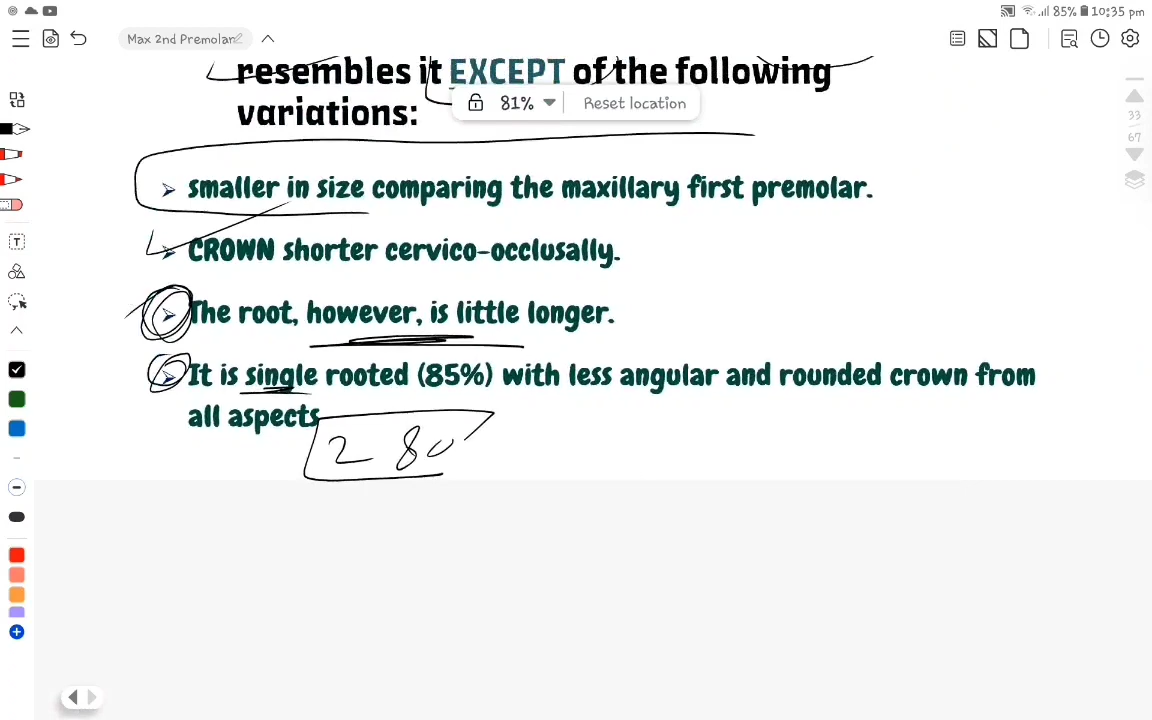 85% 10:35 pm
Max 2nd Premolar
resembles it EXCEPT of the following
81% Reset location
variations:
33
67
smaller in size comparing the maxillary first premolar.
CROWN shorter cervico-occlusally.
The root, however, is little longer.
It is single rooted (85%) with less angular and rounded crown from
all aspects
2 80
T